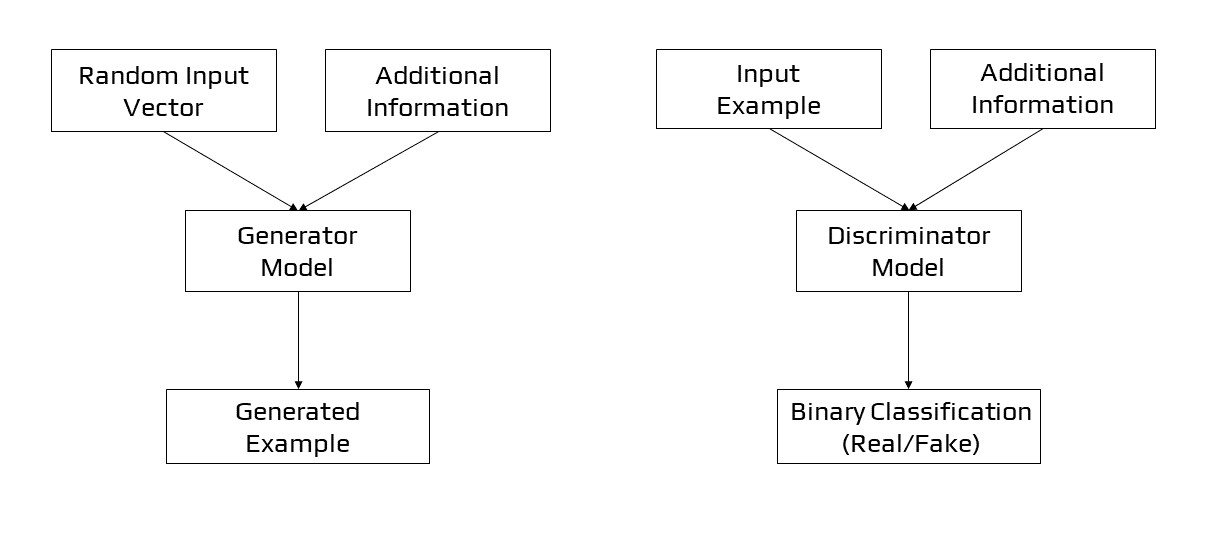 Random Input
Vector
Additional
Information
Input
Example
Additional
Information
Generator
Model
Discriminator
Model
Generated
Example
Binary Classification
(Real/Fake)